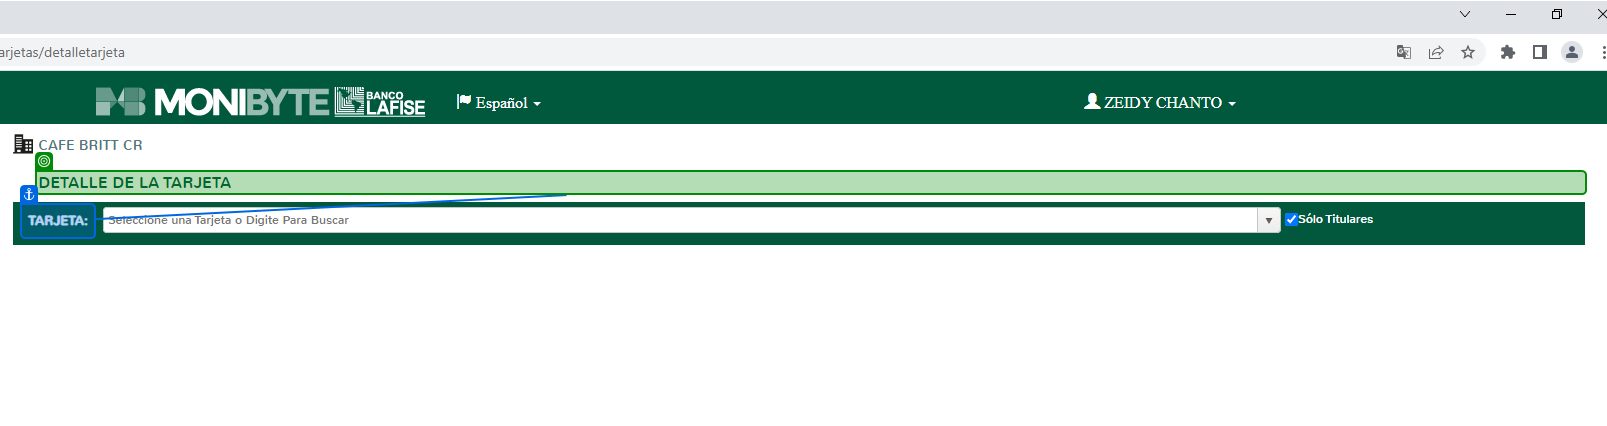 arjetas/detalletarjeta
MONIBYTE BANCO LAFISE Español ZEIDY CHANTO
CAFE BRITT CR
DETALLE DE LA TARJETA
TARJETA: Seleccione una Tarjeta o Digite Para Buscar Sólo Titulares